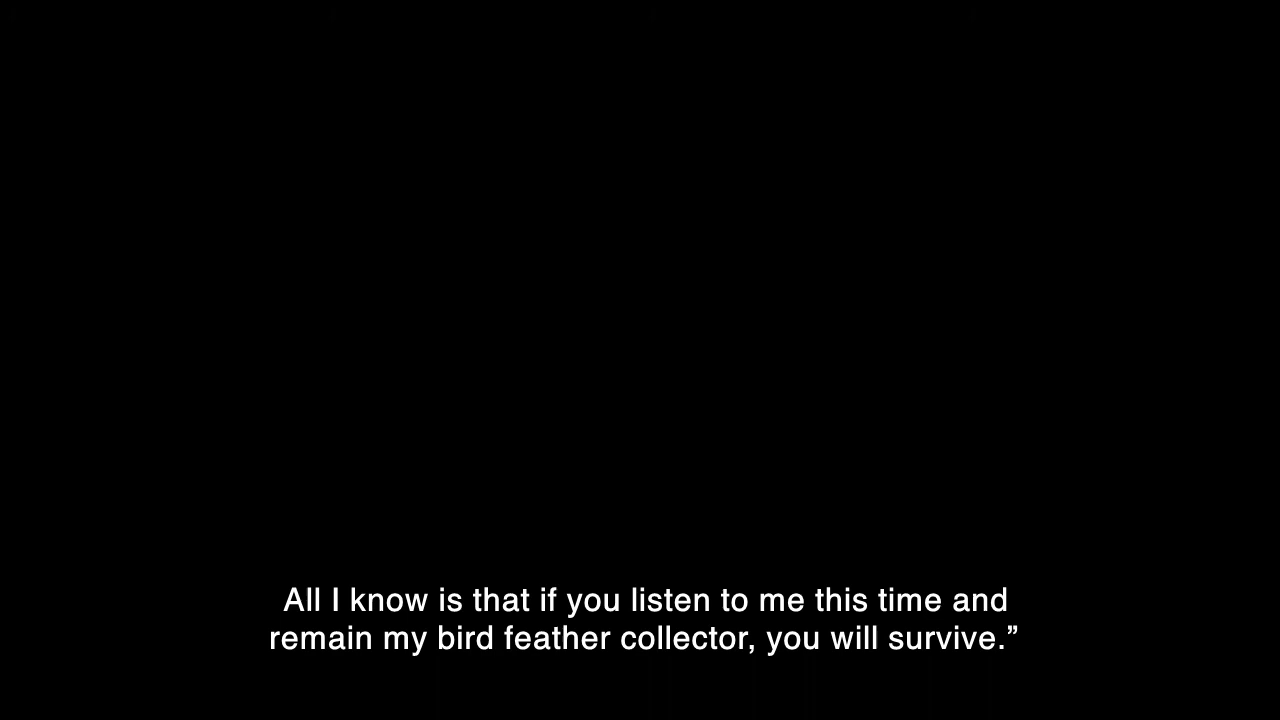 All I know is that if you listen to me this time and
remain my bird feather collector, you will survive.”